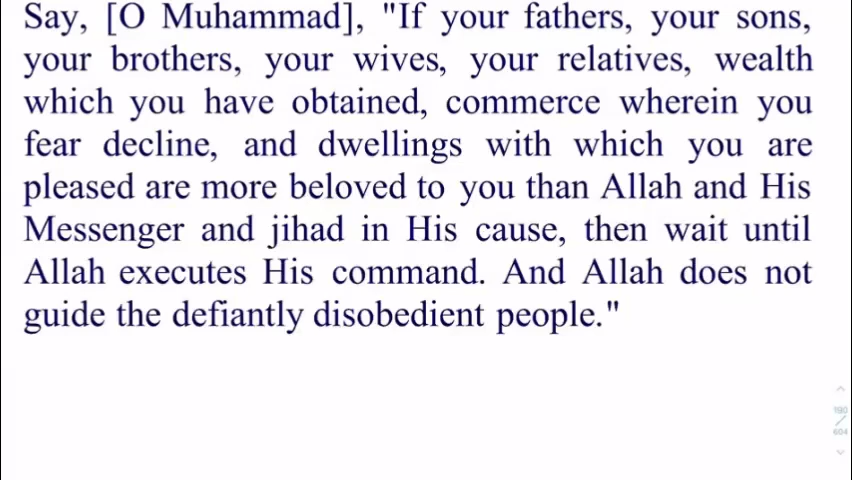 Say, [O Muhammad], "If your fathers, your sons,
your brothers, your wives, your relatives, wealth
which you have obtained, commerce wherein you
fear decline, and dwellings with which you are
pleased are more beloved to you than Allah and His
Messenger and jihad in His cause, then wait until
Allah executes His command. And Allah does not
guide the defiantly disobedient people."
190
/
604